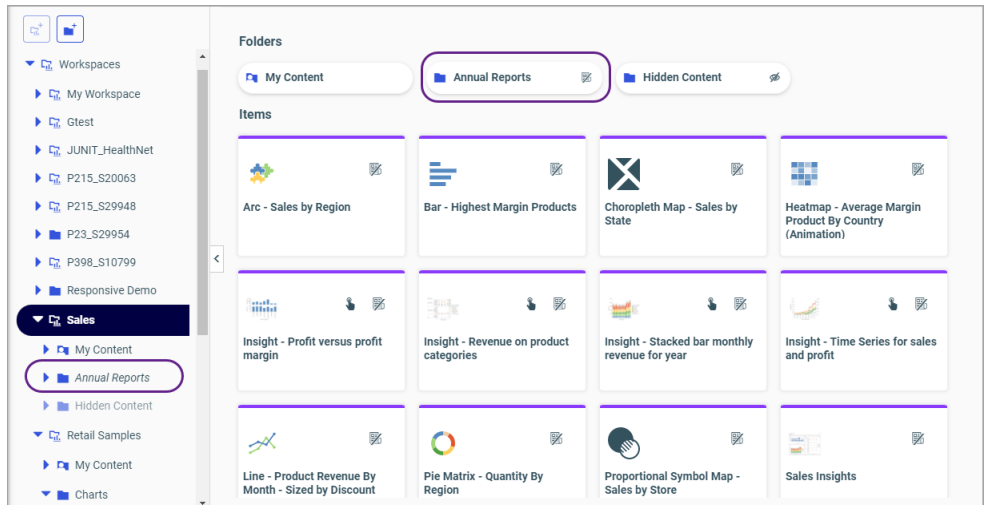 Workspaces
My Workspace
Gtest
JUNIT_HealthNet
P215_S20063
P215_S29948
P23_S29954
P398_S10799
Responsive Demo
Sales
My Content
Annual Reports
Hidden Content
Retail Samples
My Content
Charts
Folders
My Content
Annual Reports
Hidden Content
Items
Arc - Sales by Region
Bar - Highest Margin Products
Choropleth Map - Sales by
State
Heatmap - Average Margin
Product By Country
(Animation)
Insight - Profit versus profit
margin
Insight - Revenue on product
categories
Insight - Stacked bar monthly
revenue for year
Insight - Time Series for sales
and profit
Line - Product Revenue By
Month - Sized by Discount
Pie Matrix - Quantity By
Region
Proportional Symbol Map -
Sales by Store
Sales Insights